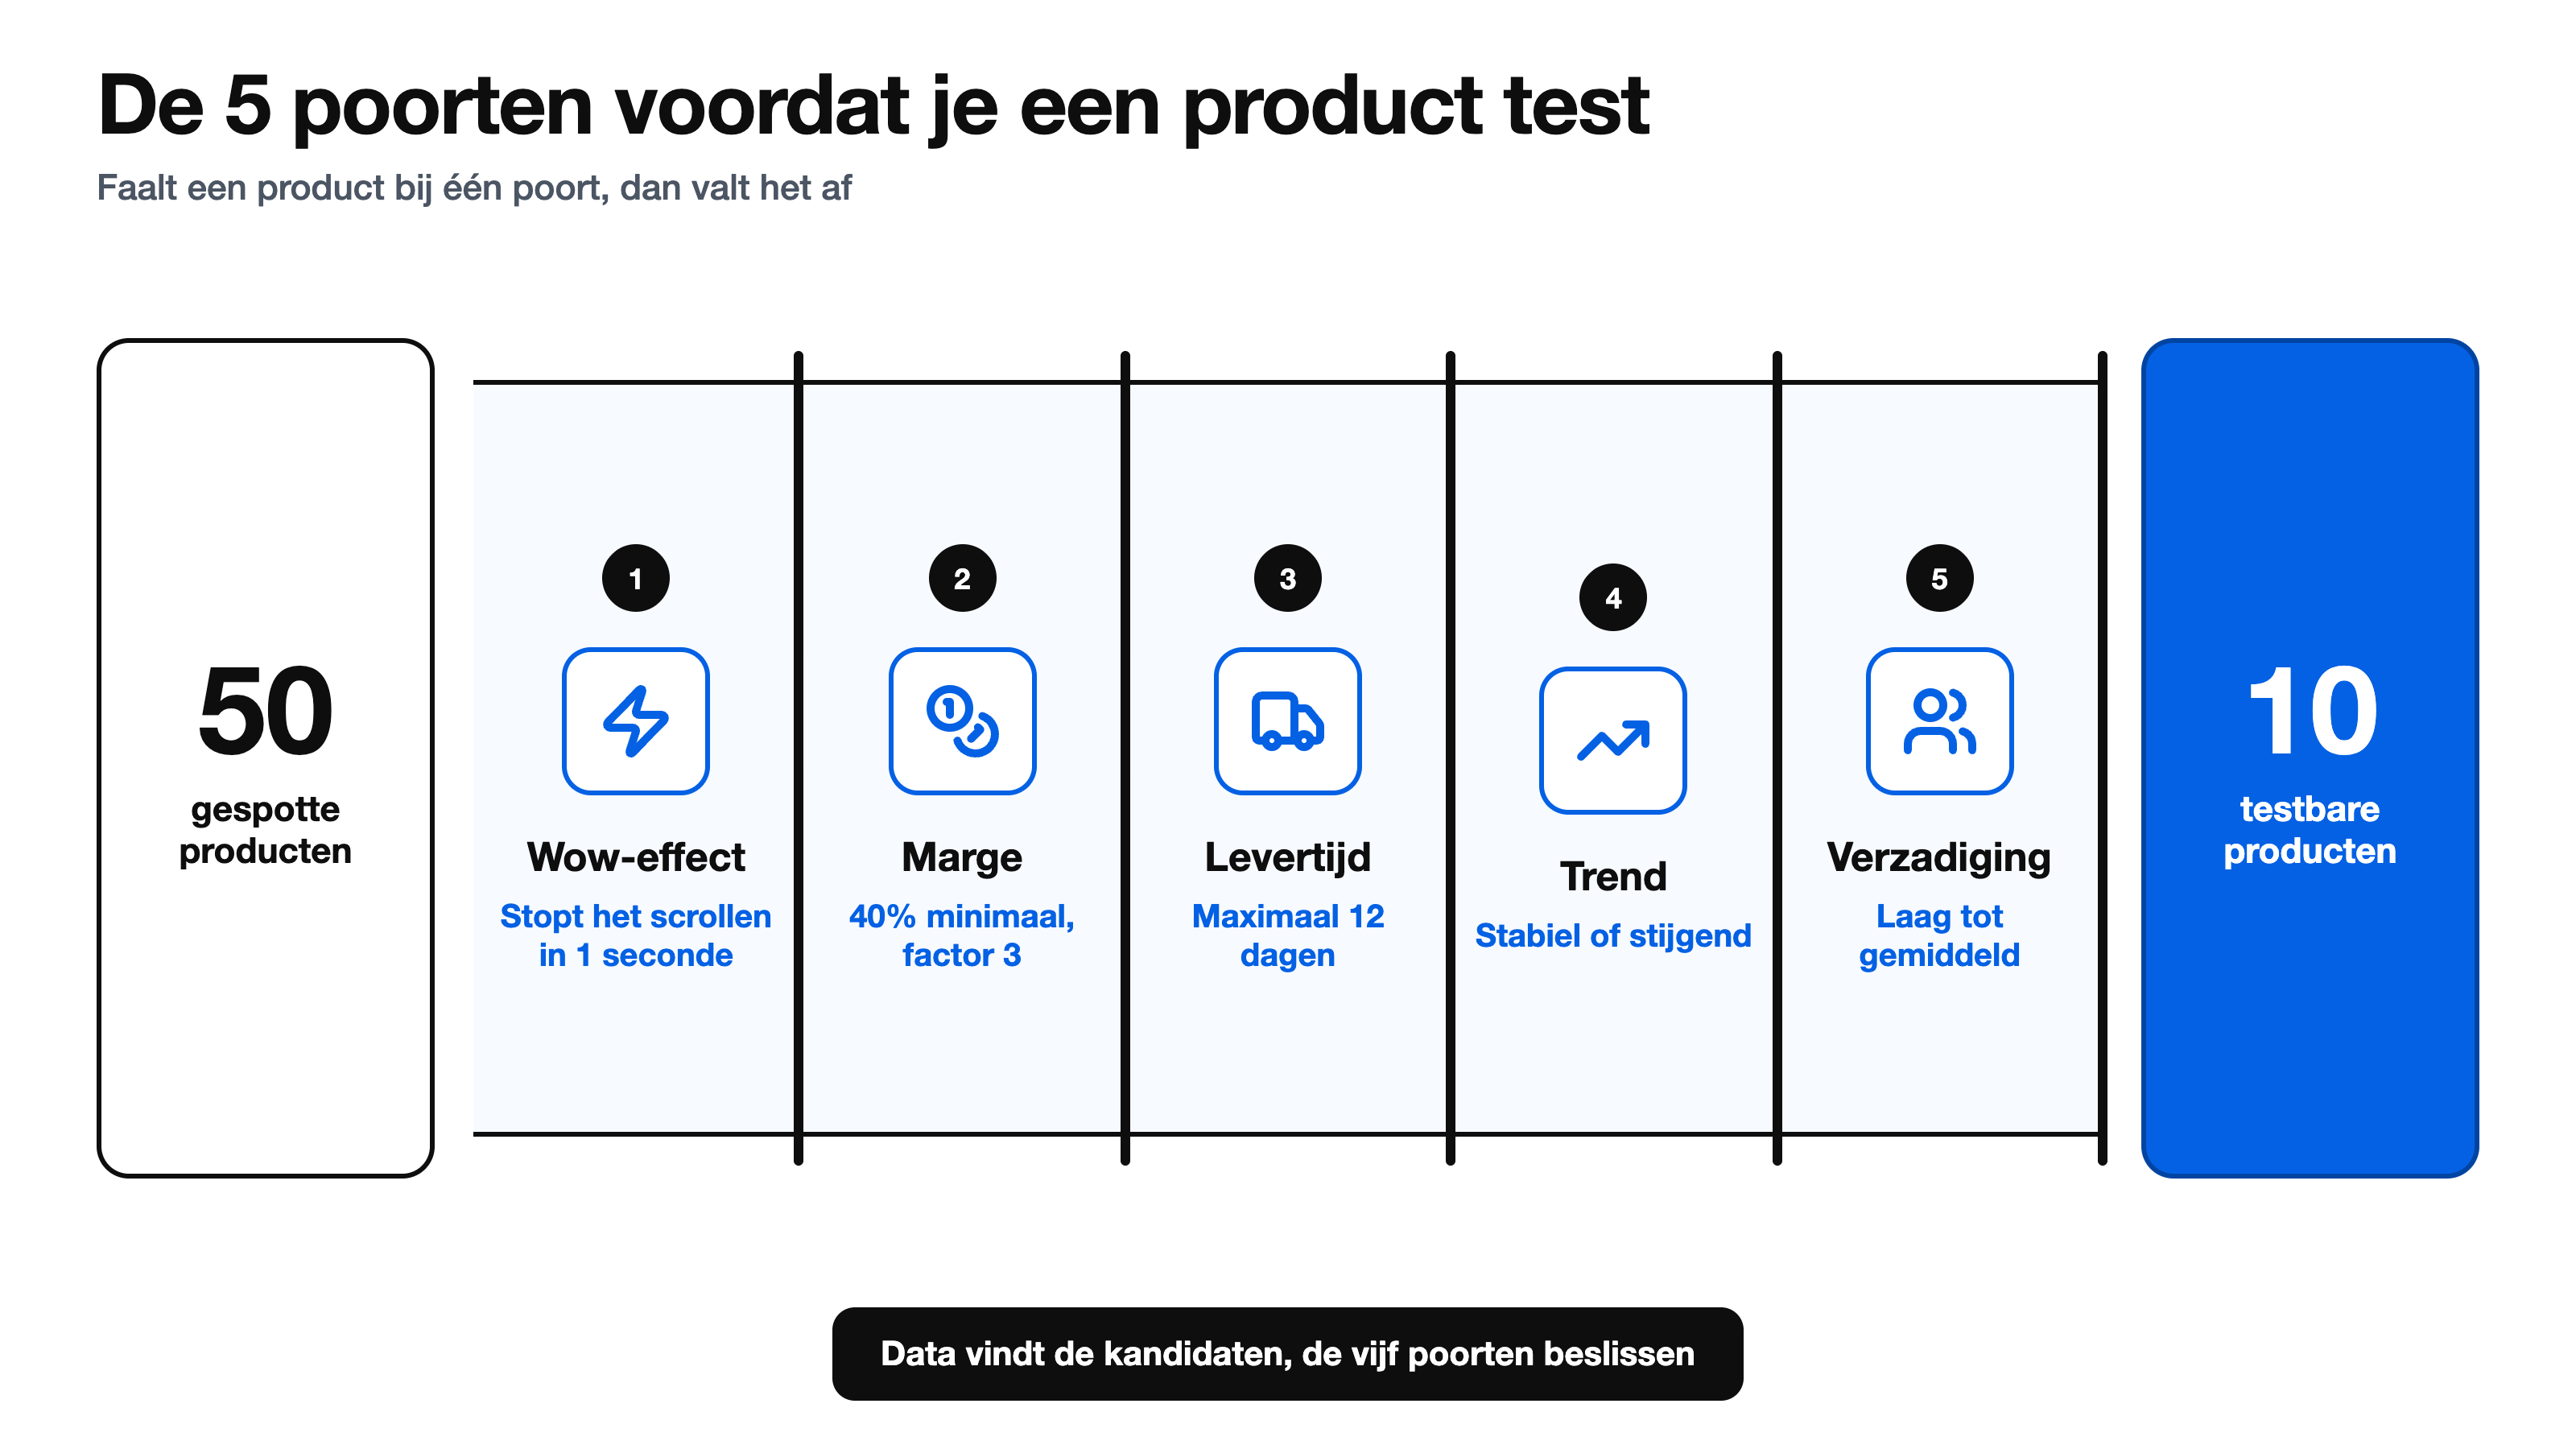 De 5 poorten voordat je een product test
Faalt een product bij één poort, dan valt het af
50
gespotte
producten
1
Wow-effect
Stopt het scrollen
in 1 seconde
2
Marge
40% minimaal,
factor 3
3
Levertijd
Maximaal 12
dagen
4
Trend
Stabiel of stijgend
5
Verzadiging
Laag tot
gemiddeld
10
testbare
producten
Data vindt de kandidaten, de vijf poorten beslissen